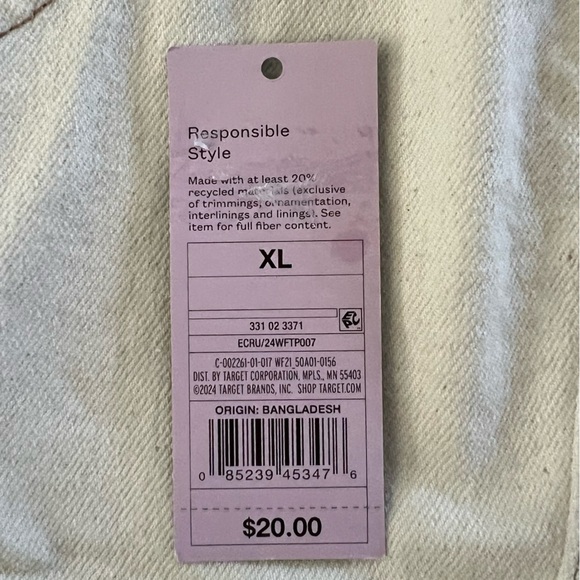 Responsible
Style
Made with at least 20%
recycled materials (exclusive
of trimmings, ornamentation,
interlinings and linings). See
item for full fiber content.
XL
331 02 3371
ECRU/24WFTP007
C-002261-01-017 WF21_50A01-0156
DIST. BY TARGET CORPORATION, MPLS., MN 55403
©2024 TARGET BRANDS, INC. SHOP TARGET.COM
ORIGIN: BANGLADESH
0 85239 45347 6
$20.00